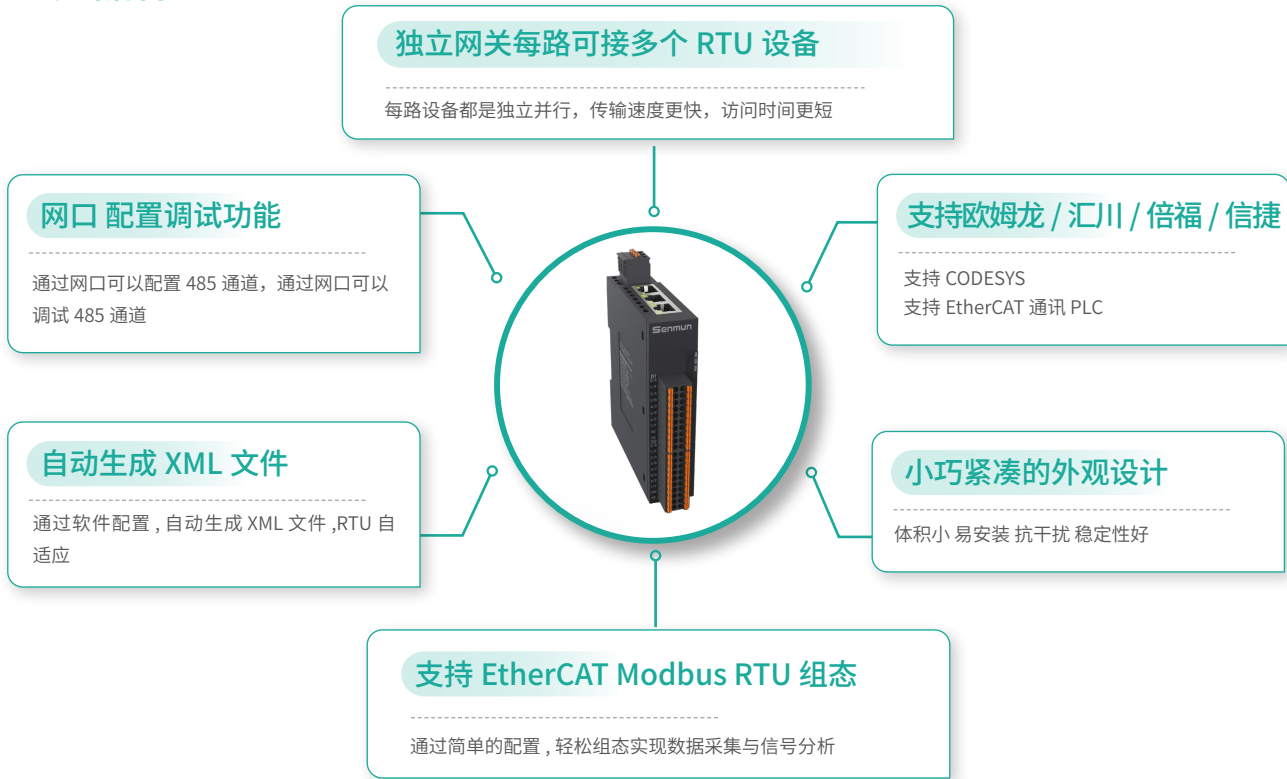 独立网关每路可接多个 RTU 设备
每路设备都是独立并行，传输速度更快，访问时间更短
网口 配置调试功能
通过网口可以配置 485 通道，通过网口可以
调试 485 通道
支持欧姆龙 / 汇川 / 倍福 / 信捷
支持 CODESYS
支持 EtherCAT 通讯 PLC
Senmun
自动生成 XML 文件
通过软件配置 , 自动生成 XML 文件 ,RTU 自
适应
小巧紧凑的外观设计
体积小 易安装 抗干扰 稳定性好
支持 EtherCAT Modbus RTU 组态
通过简单的配置 , 轻松组态实现数据采集与信号分析